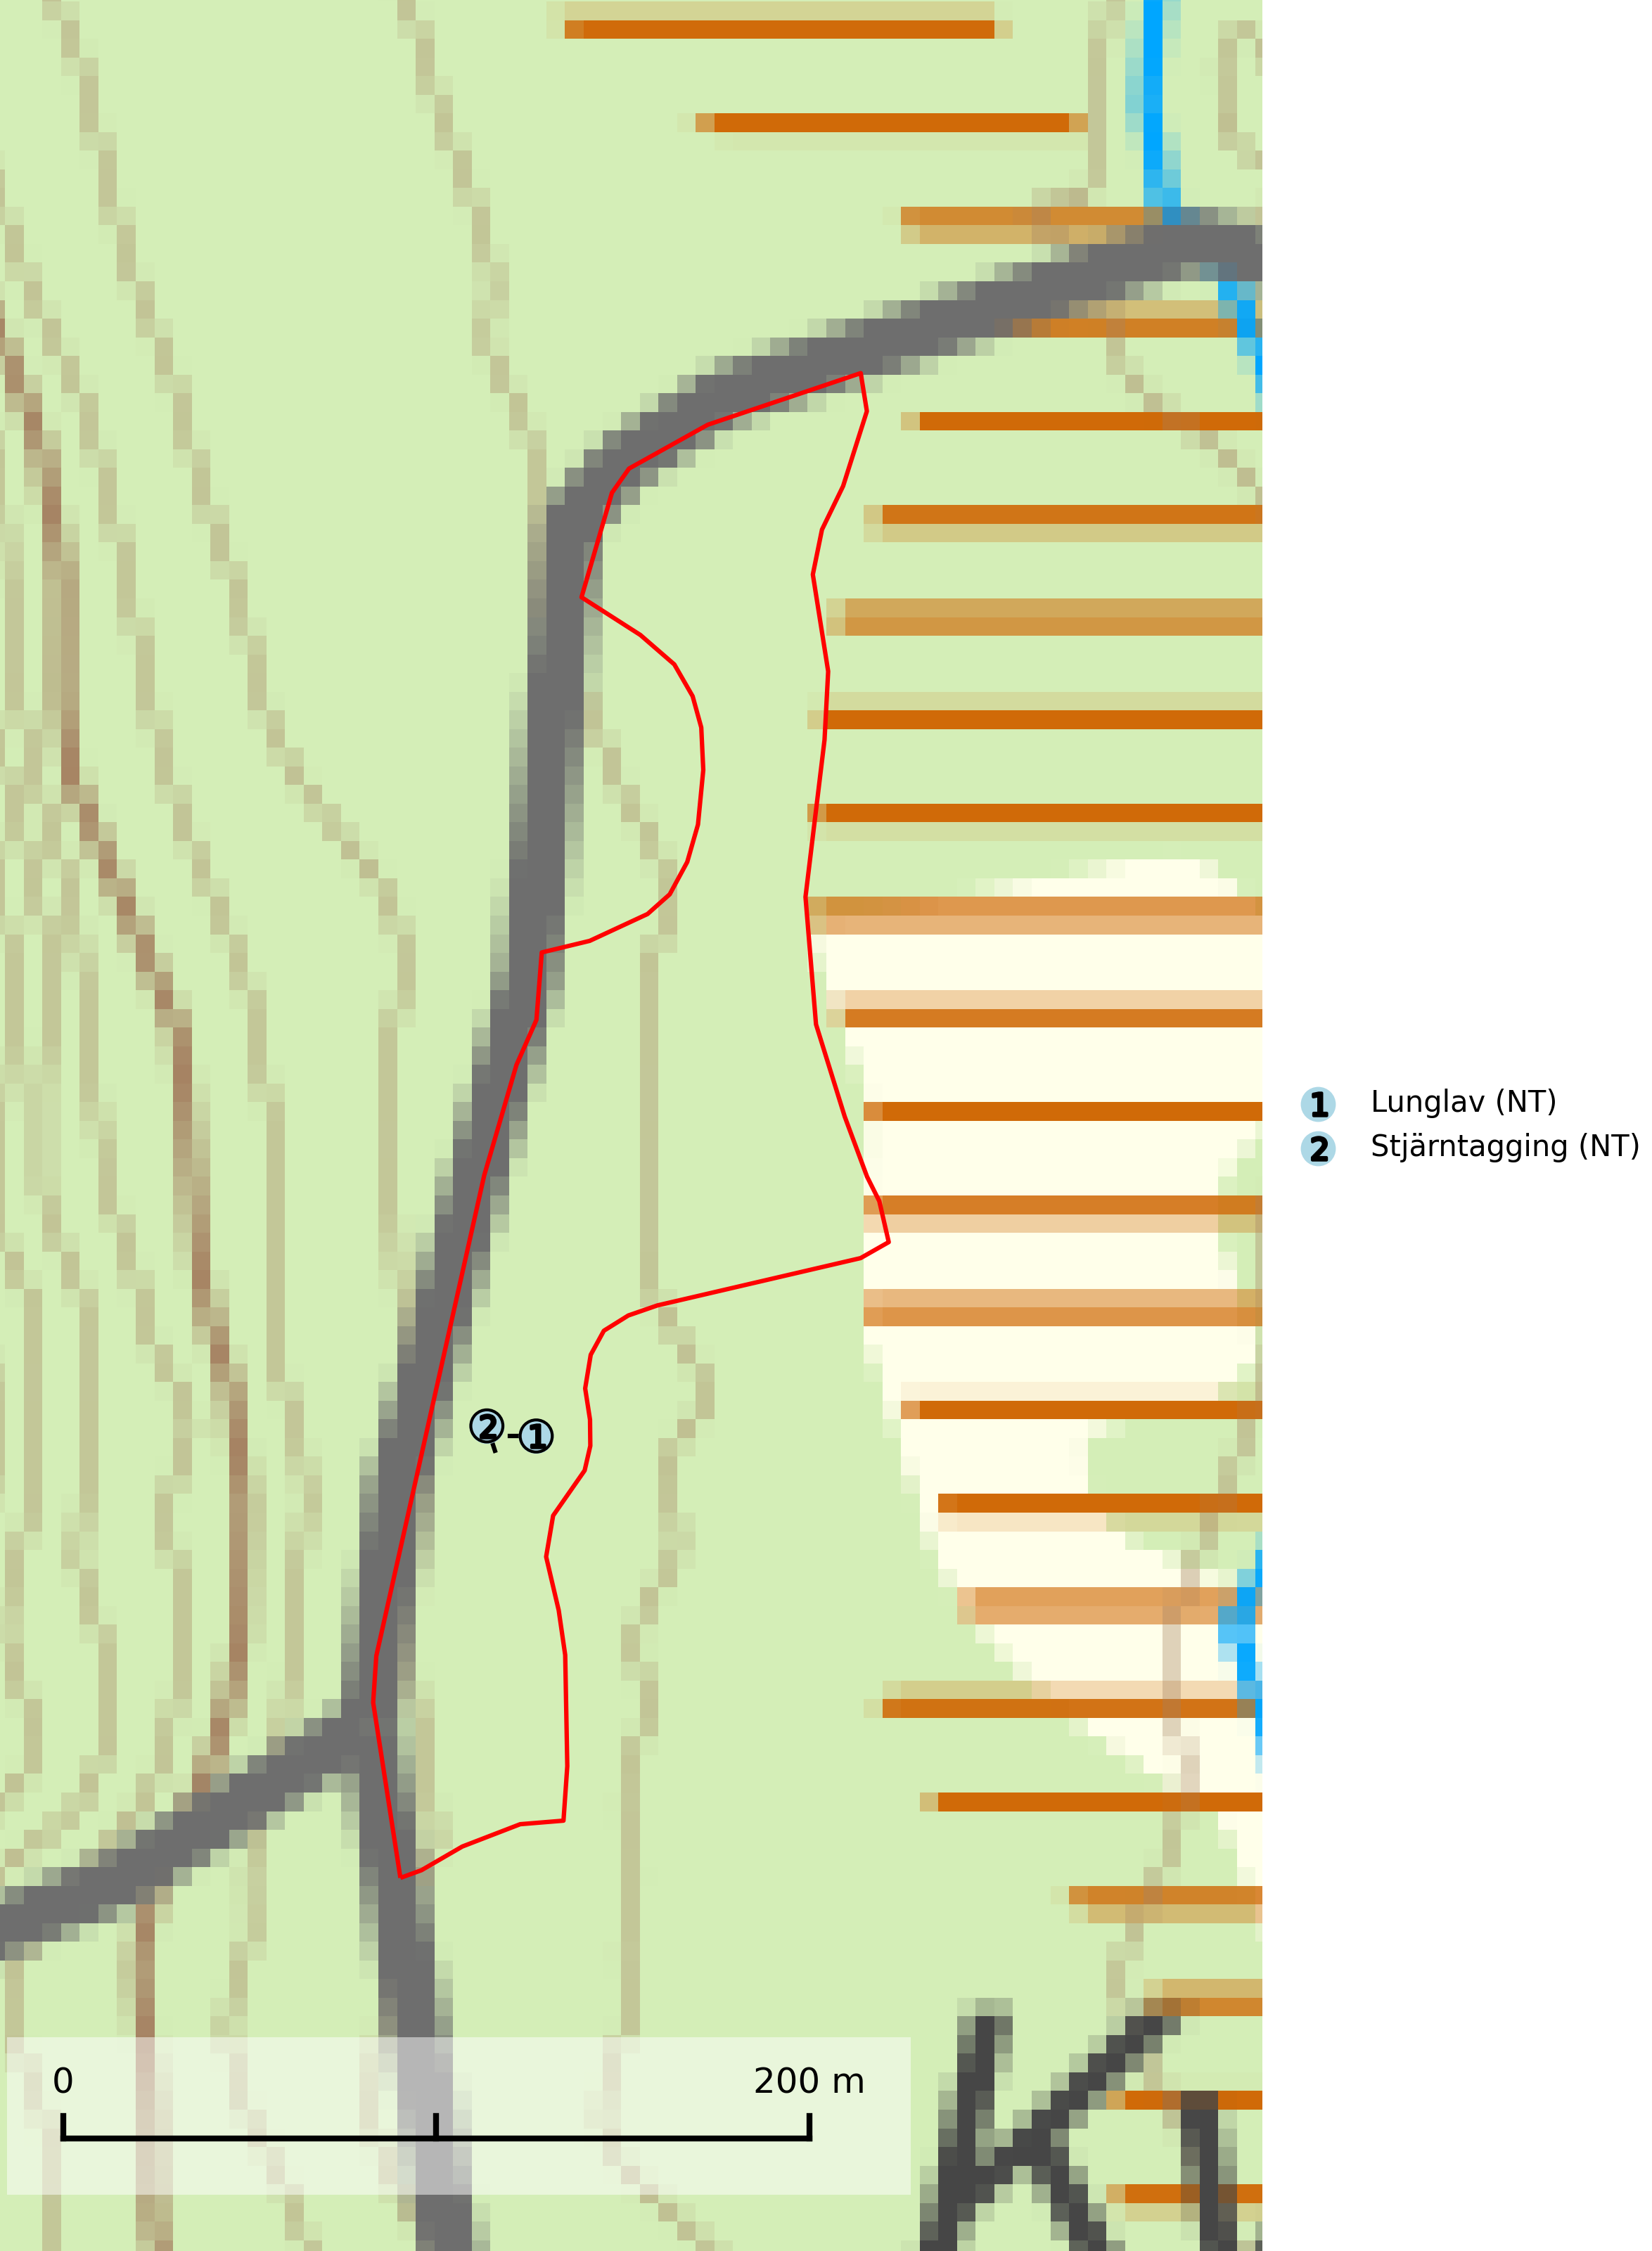 1 Lunglav (NT)
2 Stjärntagging (NT)
2 1
0 200 m